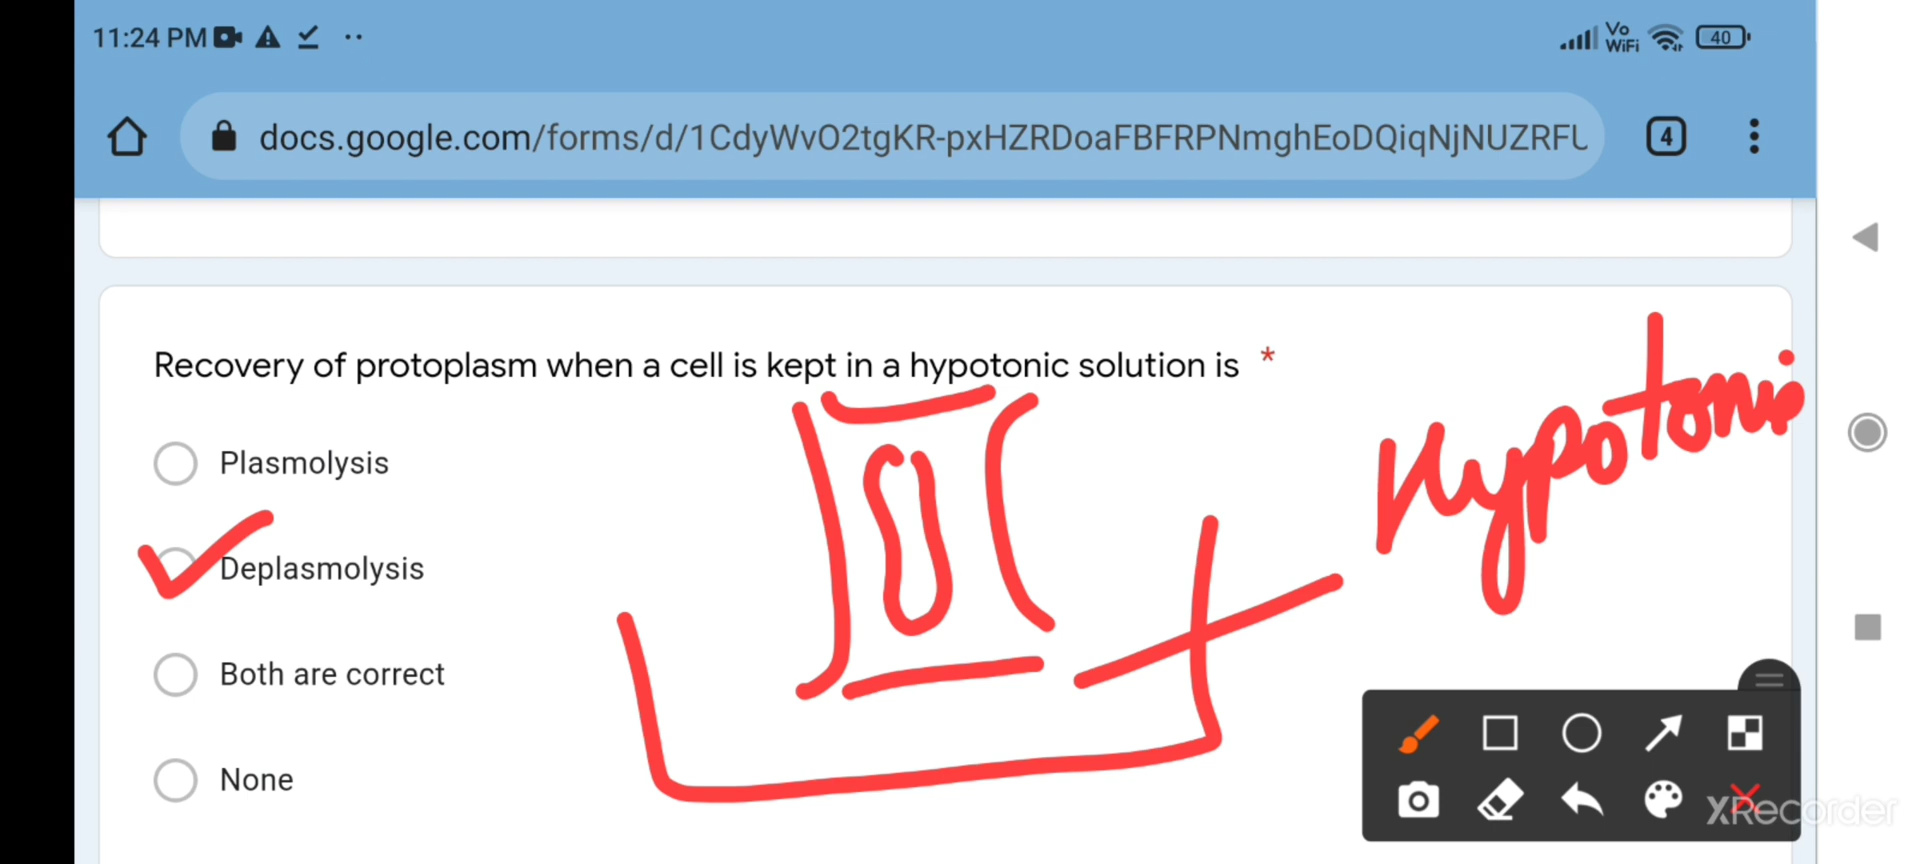 11:24 PM
Vo
WiFi
40
docs.google.com/forms/d/1CdyWvO2tgKR-pxHZRDoaFBFRPNmghEoDQiqNjNUZRFU
4
Recovery of protoplasm when a cell is kept in a hypotonic solution is *
Hypotonic
Plasmolysis
Deplasmolysis
Both are correct
None
XRecorder